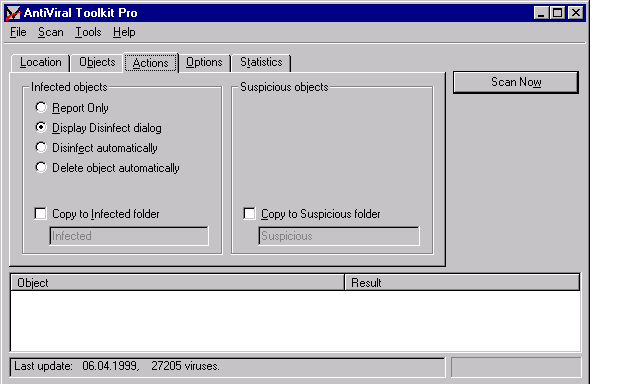 AntiViral Toolkit Pro
File Scan Tools Help
Location Objects Actions Options Statistics
Scan Now
Infected objects
Report Only
Display Disinfect dialog
Disinfect automatically
Delete object automatically
Copy to Infected folder
Infected
Suspicious objects
Copy to Suspicious folder
Suspicious
Object Result
Last update: 06.04.1999, 27205 viruses.